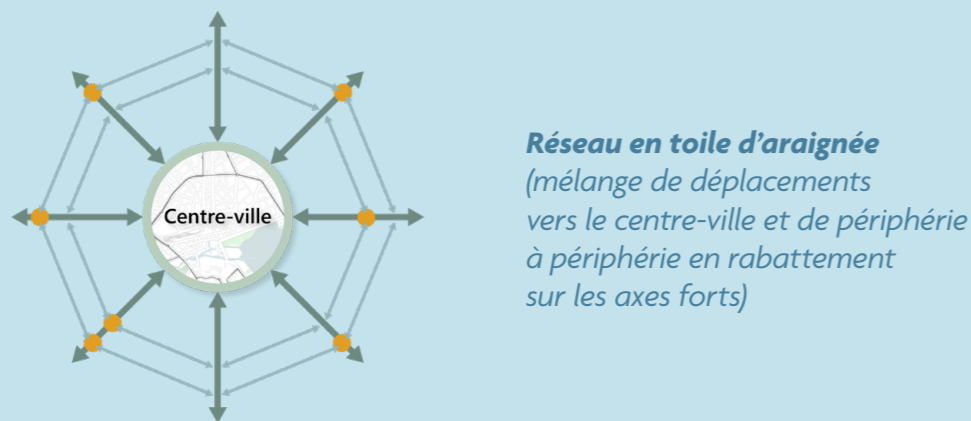 Centre-ville
Réseau en toile d’araignée
(mélange de déplacements
vers le centre-ville et de périphérie
à périphérie en rabattement
sur les axes forts)